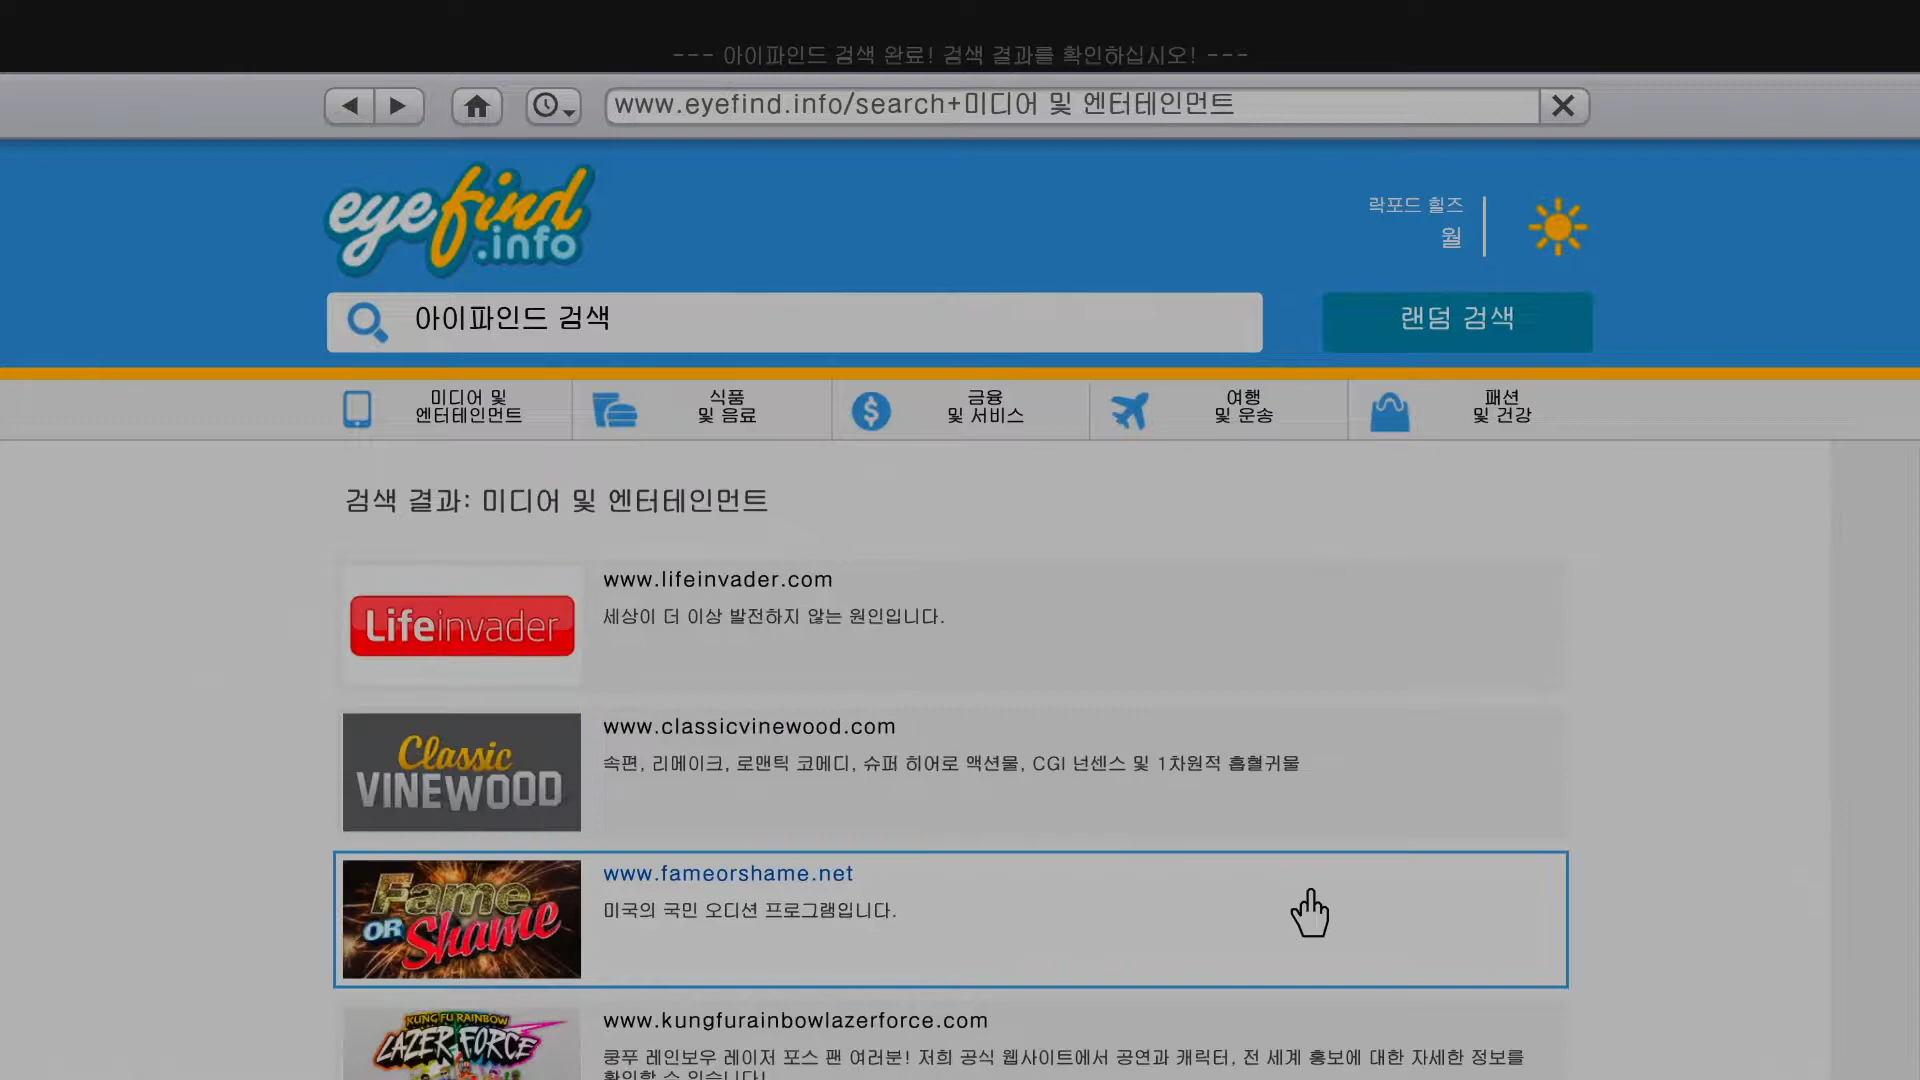 --- 아이파인드 검색 완료! 검색 결과를 확인하십시오! ---
www.eyefind.info/search+미디어 및 엔터테인먼트
eyefind
.info
락포드 힐즈
월
아이파인드 검색
랜덤 검색
미디어 및
엔터테인먼트
식품
및 음료
금융
및 서비스
여행
및 운송
패션
및 건강
검색 결과: 미디어 및 엔터테인먼트
Lifeinvader
www.lifeinvader.com
세상이 더 이상 발전하지 않는 원인입니다.
Classic
VINEWOOD
www.classicvinewood.com
속편, 리메이크, 로맨틱 코메디, 슈퍼 히어로 액션물, CGI 넌센스 및 1차원적 흡혈귀물
Fame
OR Shame
www.fameorshame.net
미국의 국민 오디션 프로그램입니다.
KUNG FU RAINBOW
LAZER FORCE
www.kungfurainbowlazerforce.com
쿵푸 레인보우 레이저 포스 팬 여러분! 저희 공식 웹사이트에서 공연과 캐릭터, 전 세계 홍보에 대한 자세한 정보를
확인할 수 있습니다!